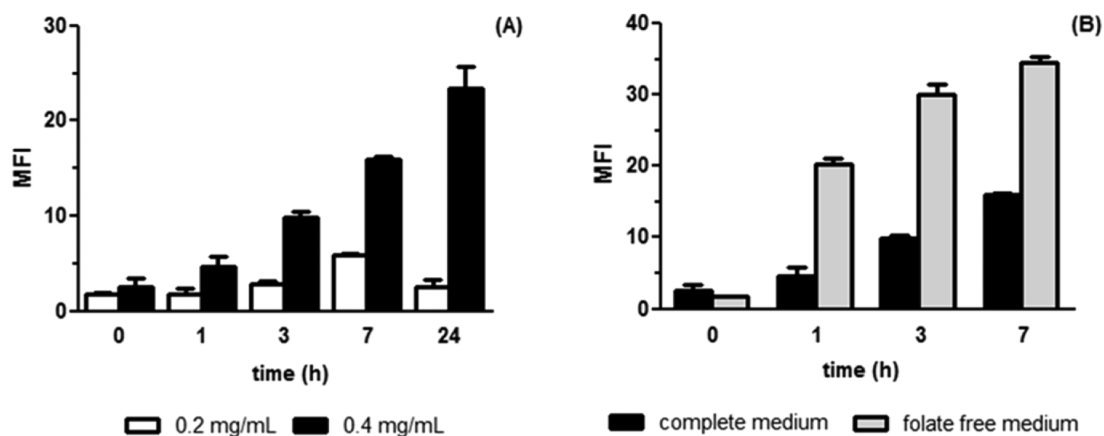 (A)
30
20
10
0
MFI
0 1 3 7 24
time (h)
0.2 mg/mL 0.4 mg/mL
(B)
40
30
20
10
0
MFI
0 1 3 7
time (h)
complete medium folate free medium